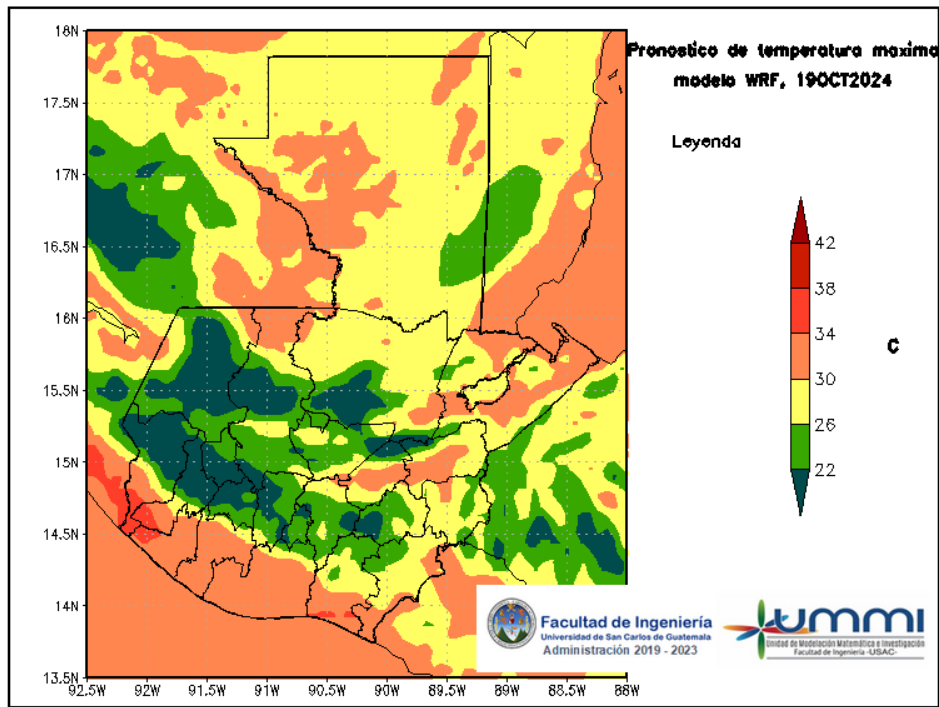 Pronostico de temperatura maxima
modelo WRF, 19OCT2024
Leyenda
42
38
34
30
26
22
C
18N
17.5N
17N
16.5N
16N
15.5N
15N
14.5N
14N
13.5N
92.5W
92W
91.5W
91W
90.5W
90W
89.5W
89W
88.5W
88W
Facultad de Ingeniería
Universidad de San Carlos de Guatemala
Administración 2019 - 2023
ummi
Unidad de Modelación Matemática e Investigación
Facultad de Ingeniería -USAC-